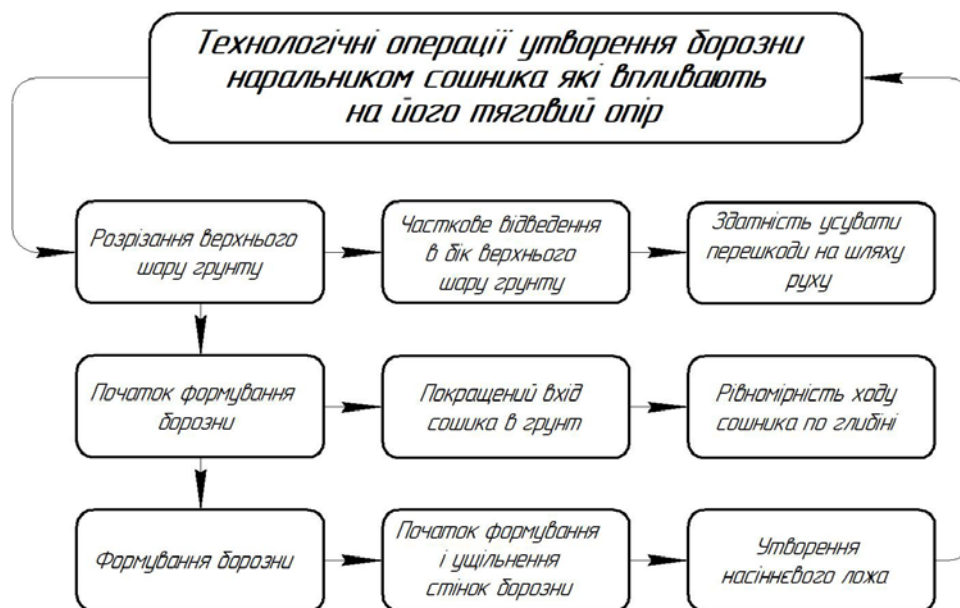 Технологічні операції утворення борозни
наральником сошника які впливають
на його тяговий опір
Розрізання верхнього
шару грунту
Часткове відведення
в бік верхнього
шару грунту
Здатність усувати
перешкоди на шляху
руху
Початок формування
борозни
Покращений вхід
сошика в грунт
Рівномірність ходу
сошника по глибіні
Формування борозни
Початок формування
і ущільнення
стінок борозни
Утворення
насіннєвого ложа